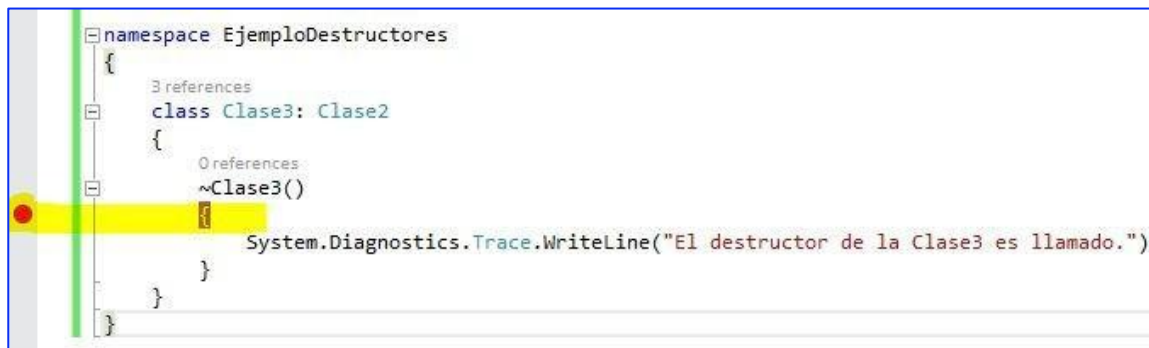 namespace EjemploDestructores
{
3 references
class Clase3: Clase2
{
0 references
~Clase3()
{
System.Diagnostics.Trace.WriteLine("El destructor de la Clase3 es llamado.")
}
}
}